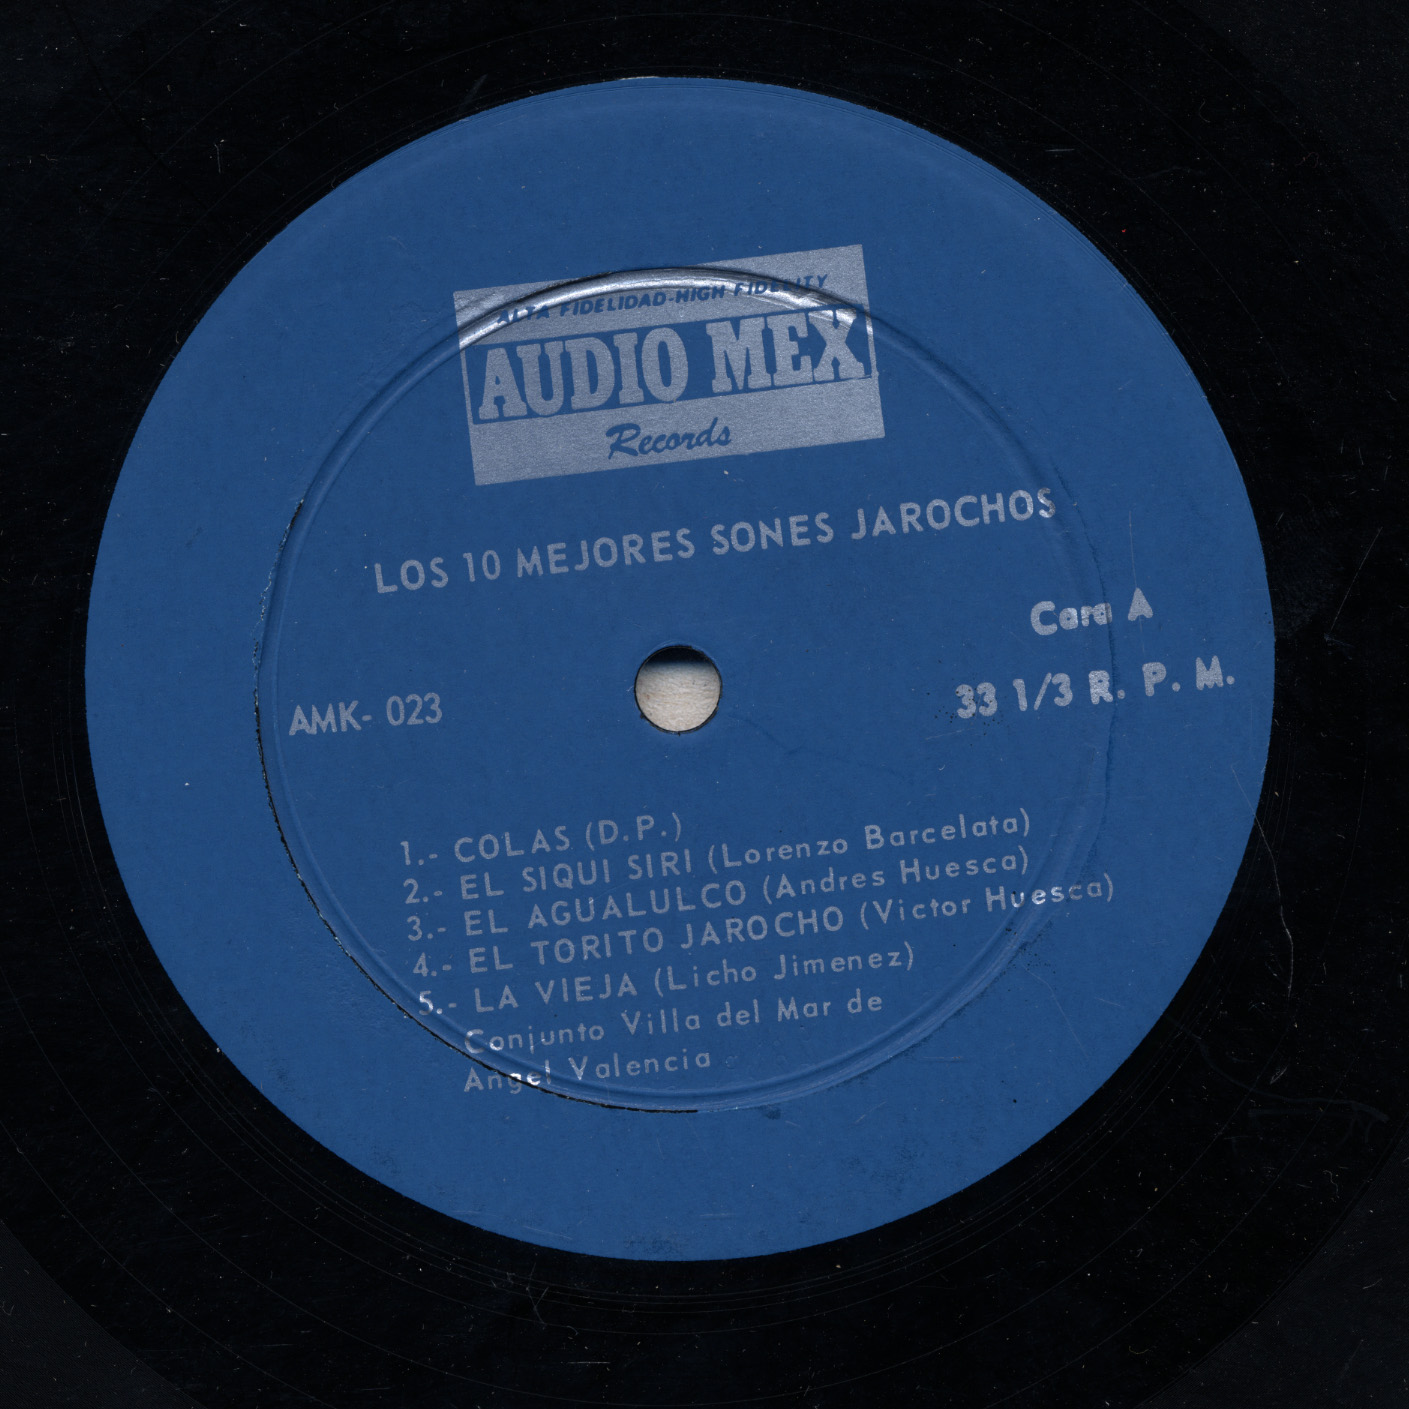 ALTA FIDELIDAD-HIGH FIDELITY
AUDIO MEX
Records
LOS 10 MEJORES SONES JAROCHOS
Cara A
AMK- 023
33 1/3 R. P. M.
1.- COLAS (D.P.)
2.- EL SIQUI SIRI (Lorenzo Barcelata)
3.- EL AGUALULCO (Andres Huesca)
4.- EL TORITO JAROCHO (Victor Huesca)
5.- LA VIEJA (Licho Jimenez)
Conjunto Villa del Mar de
Angel Valencia